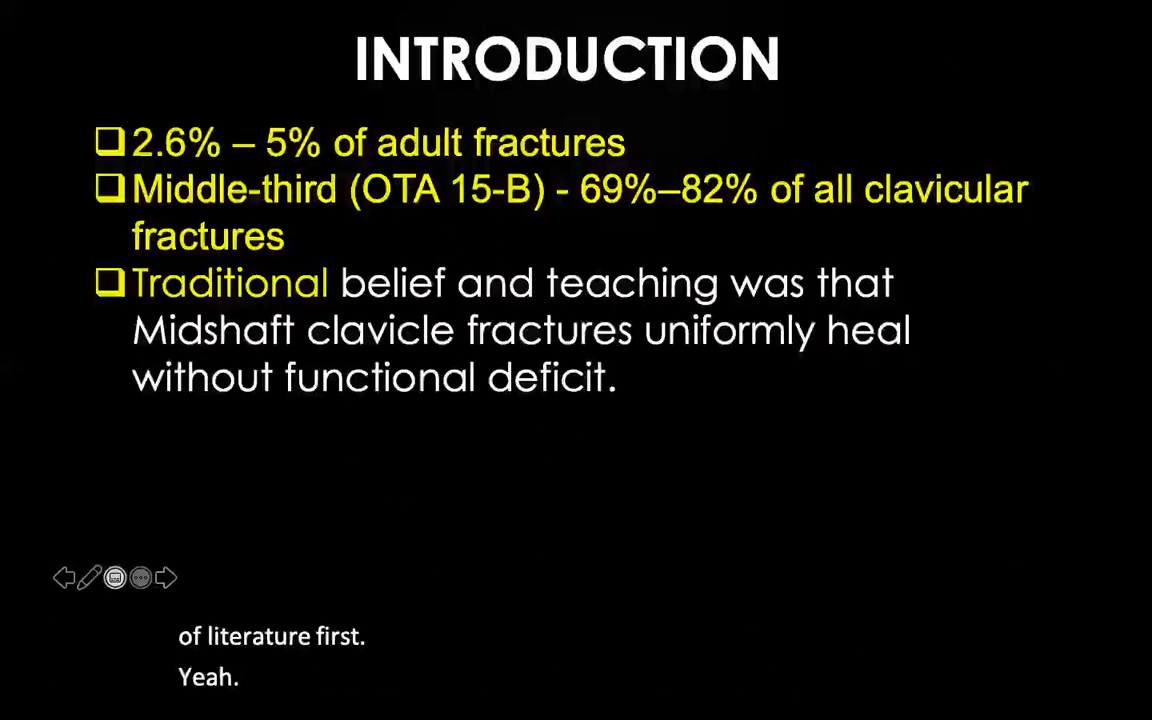 INTRODUCTION
❑2.6% – 5% of adult fractures
❑Middle-third (OTA 15-B) - 69%–82% of all clavicular
fractures
❑Traditional belief and teaching was that
Midshaft clavicle fractures uniformly heal
without functional deficit.
of literature first.
Yeah.